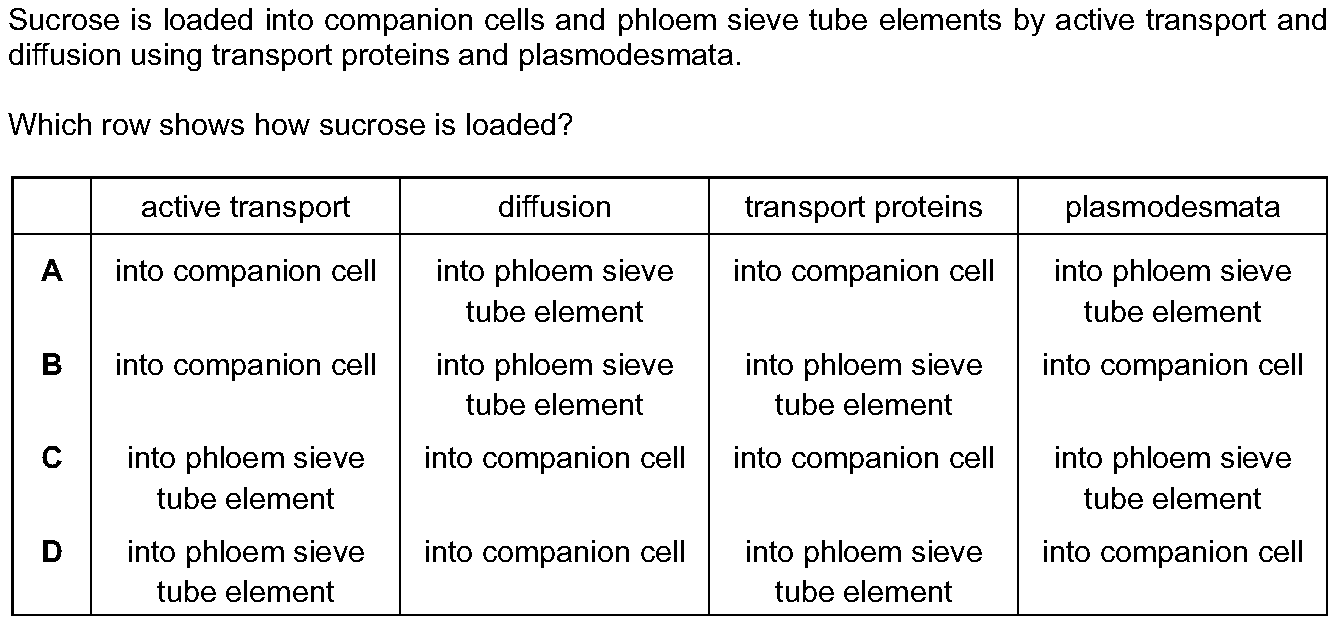 Sucrose is loaded into companion cells and phloem sieve tube elements by active transport and
diffusion using transport proteins and plasmodesmata.
Which row shows how sucrose is loaded?
active transport diffusion transport proteins plasmodesmata
A into companion cell into phloem sieve into companion cell into phloem sieve
tube element tube element
B into companion cell into phloem sieve into phloem sieve into companion cell
tube element tube element
C into phloem sieve into companion cell into companion cell into phloem sieve
tube element tube element
D into phloem sieve into companion cell into phloem sieve into companion cell
tube element tube element